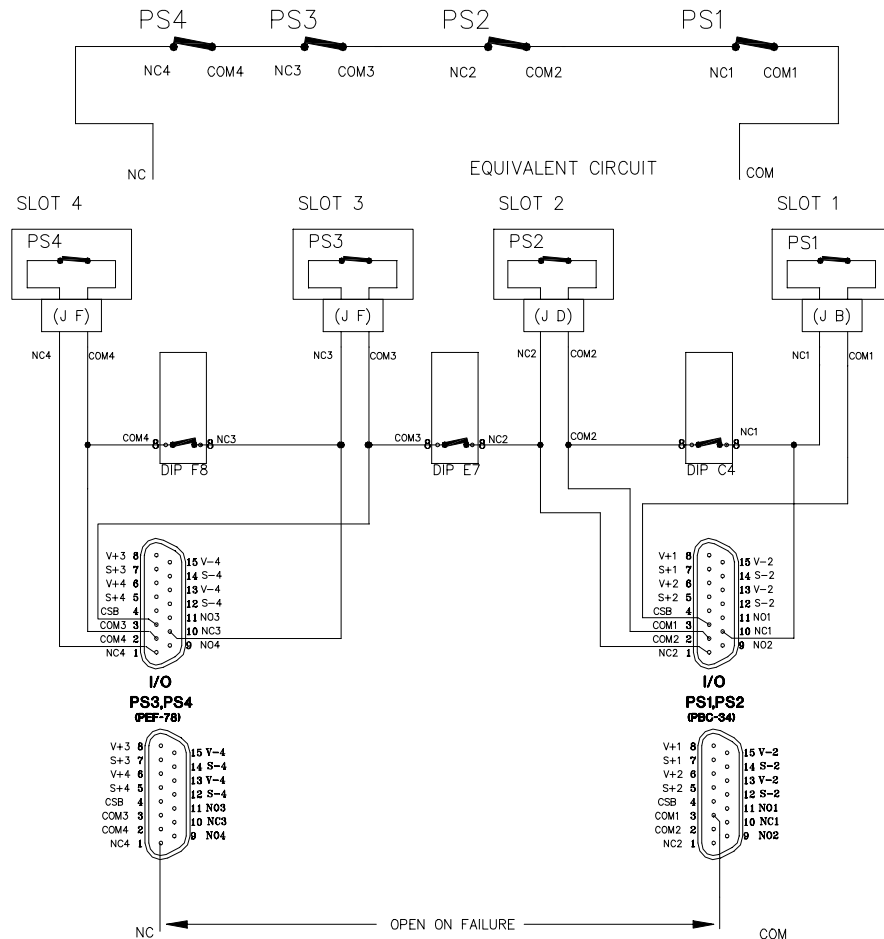 PS4 PS3 PS2 PS1
NC4 COM4 NC3 COM3 NC2 COM2 NC1 COM1
NC EQUIVALENT CIRCUIT COM
SLOT 4 SLOT 3 SLOT 2 SLOT 1
PS4 PS3 PS2 PS1
(J F) (J F) (J D) (J B)
NC4 COM4 NC3 COM3 NC2 COM2 NC1 COM1
COM4 8 8 NC3 COM3 8 8 NC2 COM2 8 8 NC1
DIP F8 DIP E7 DIP C4
V+3 8
S+3 7
V+4 6
S+4 5
CSB 4
COM3 3
COM4 2
NC4 1
15 V-4
14 S-4
13 V-4
12 S-4
11 NO3
10 NC3
9 NO4
I/O
PS3,PS4
(PEF-78)
V+1 8
S+1 7
V+2 6
S+2 5
CSB 4
COM1 3
COM2 2
NC2 1
15 V-2
14 S-2
13 V-2
12 S-2
11 NO1
10 NC1
9 NO2
I/O
PS1,PS2
(PBC-34)
V+3 8
S+3 7
V+4 6
S+4 5
CSB 4
COM3 3
COM4 2
NC4 1
15 V-4
14 S-4
13 V-4
12 S-4
11 NO3
10 NC3
9 NO4
V+1 8
S+1 7
V+2 6
S+2 5
CSB 4
COM1 3
COM2 2
NC2 1
15 V-2
14 S-2
13 V-2
12 S-2
11 NO1
10 NC1
9 NO2
NC OPEN ON FAILURE COM